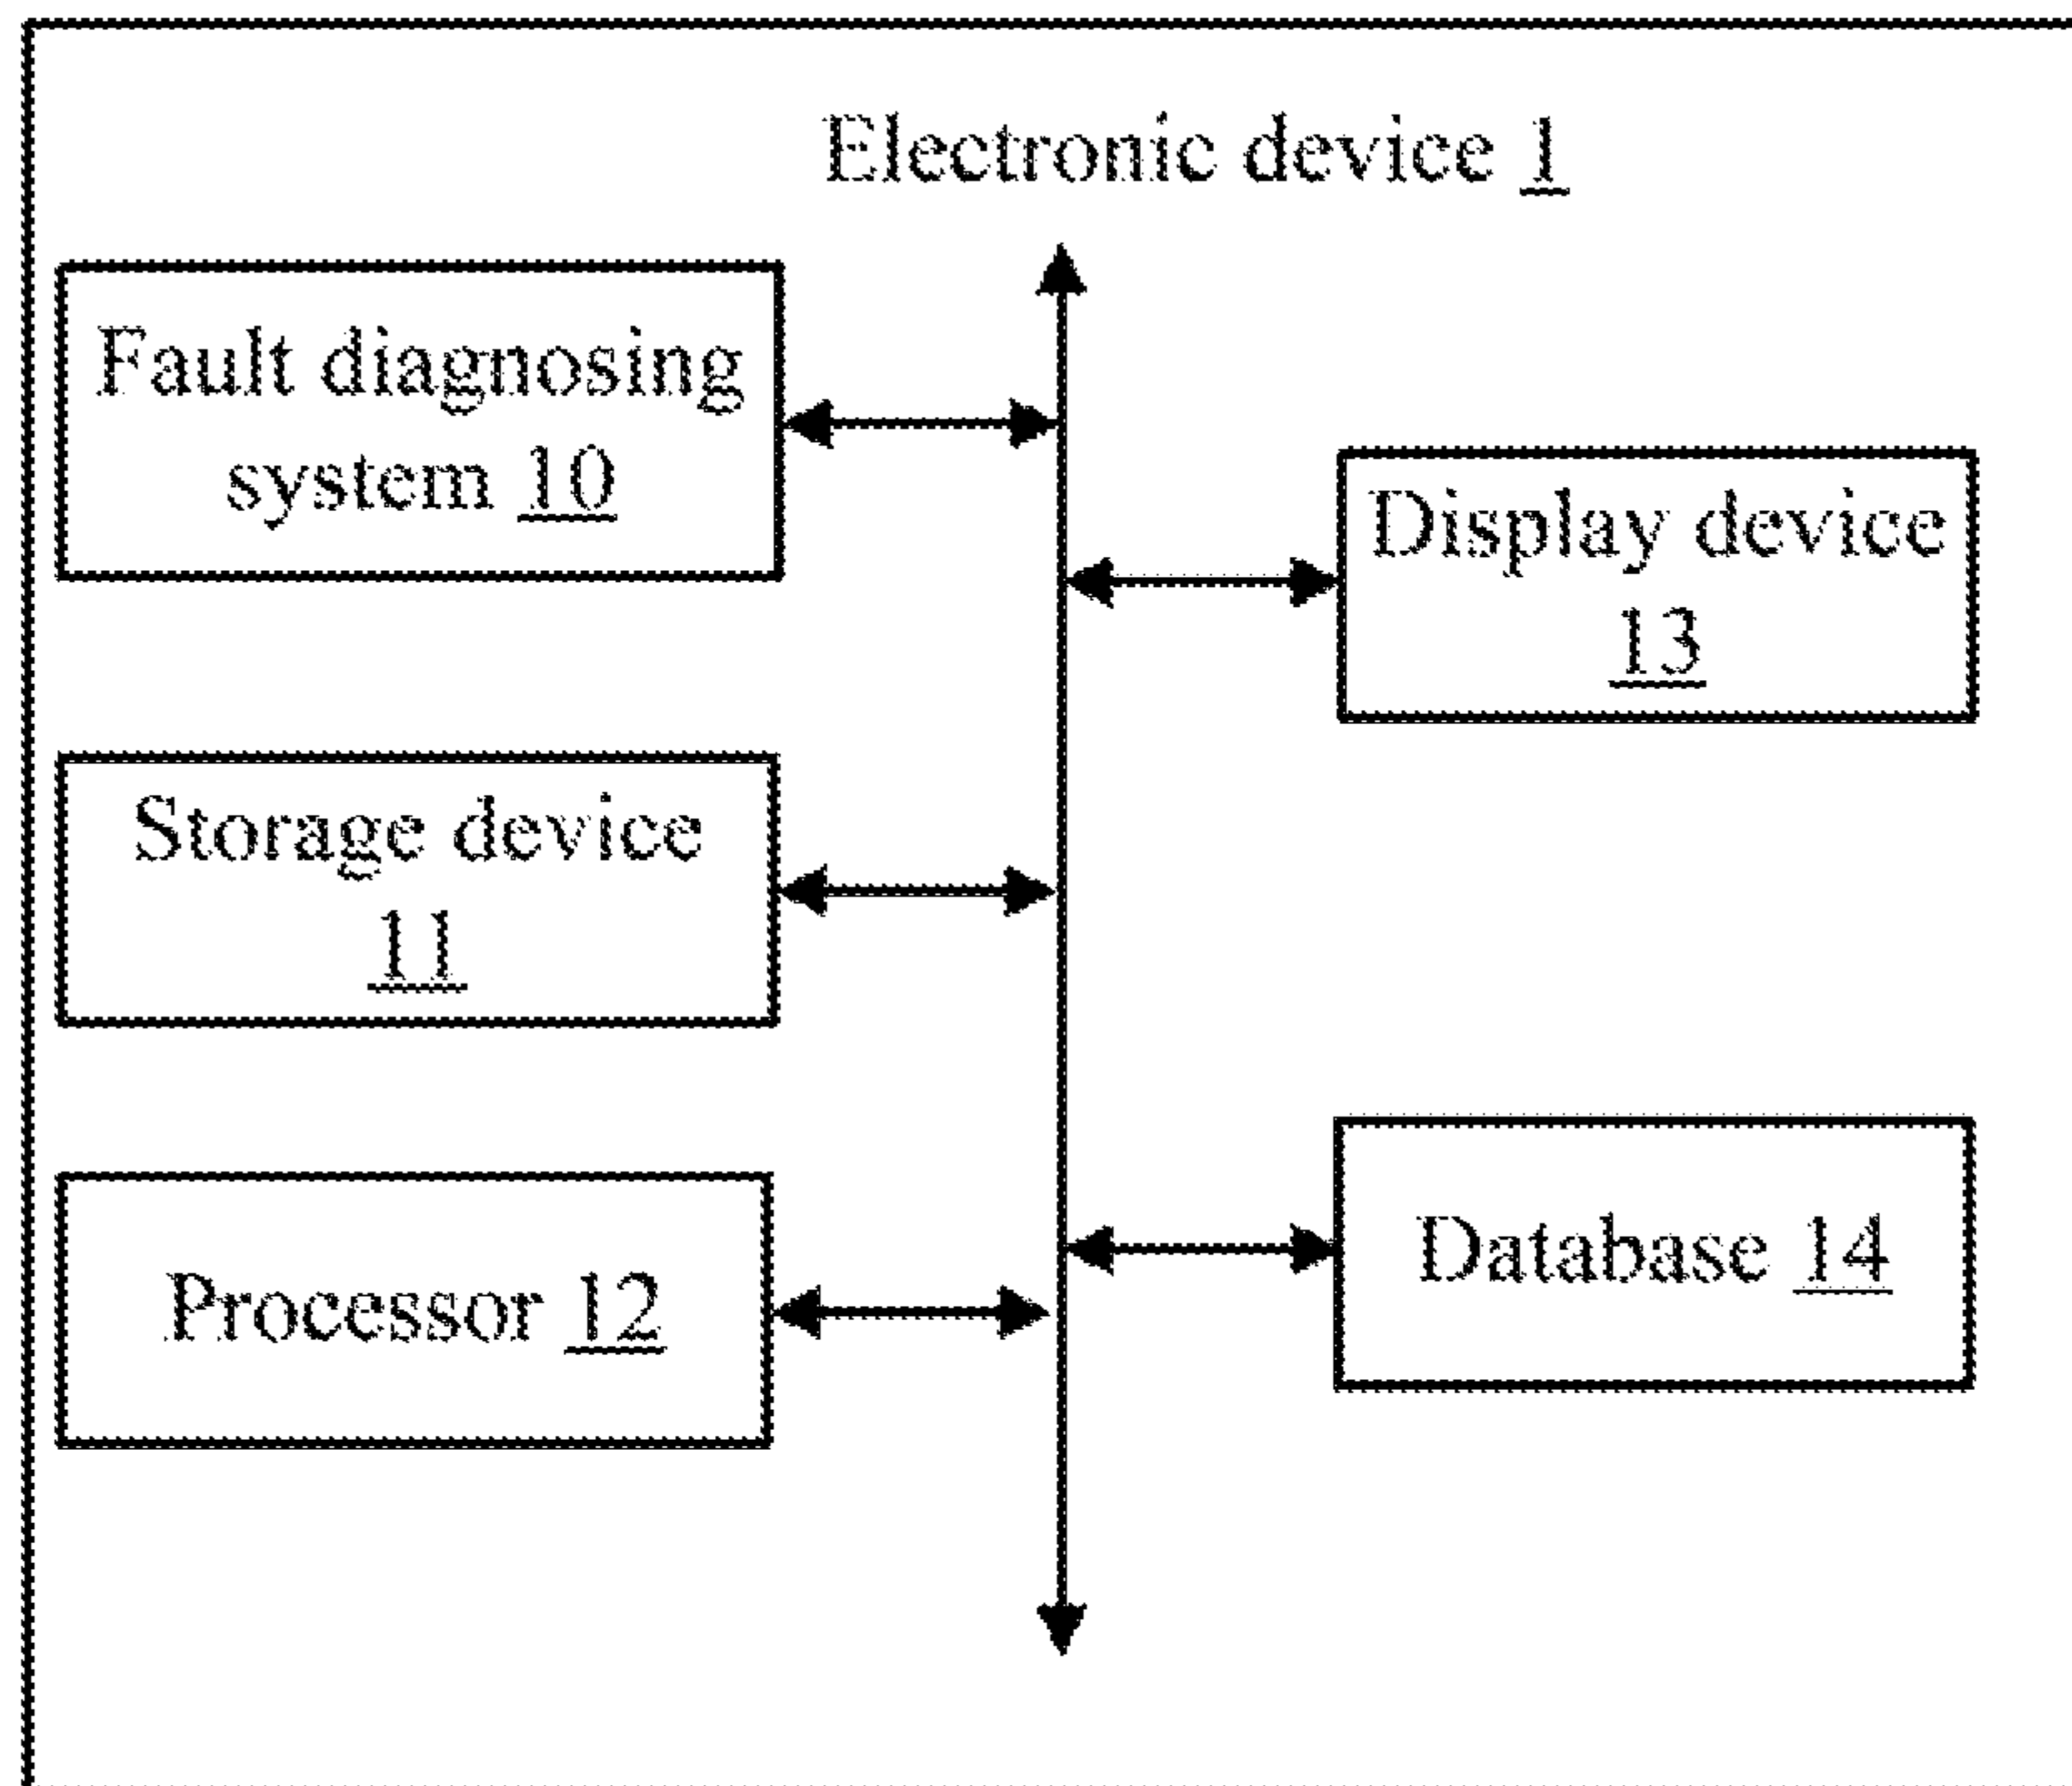 Electronic device 1
Fault diagnosing
system 10
Display device
13
Storage device
11
Database 14
Processor 12